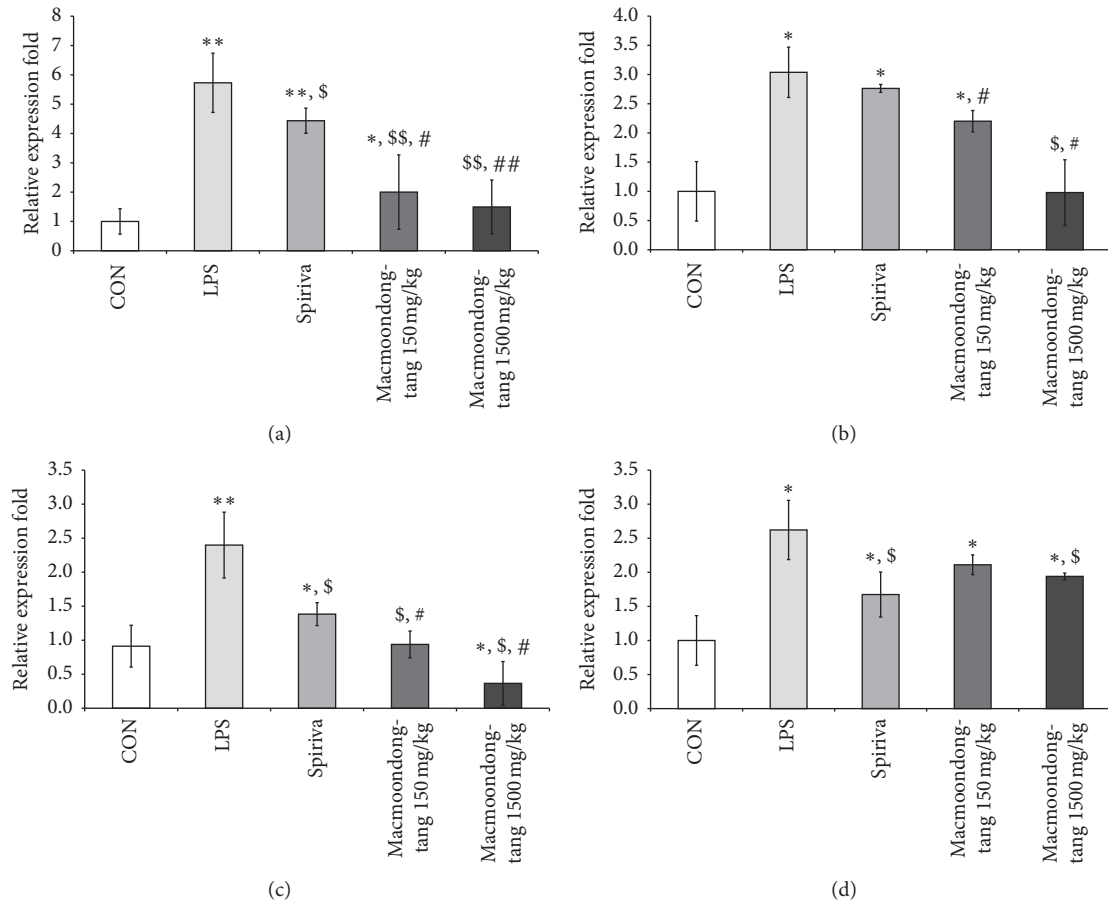 Relative expression fold
8
7
6
5
4
3
2
1
0
**
**, $
*, $$, #
$$, ##
CON
LPS
Spiriva
Macmoondong-
tang 150 mg/kg
Macmoondong-
tang 1500 mg/kg
(a)
Relative expression fold
4.0
3.5
3.0
2.5
2.0
1.5
1.0
0.5
0.0
*
*
*, #
$, #
CON
LPS
Spiriva
Macmoondong-
tang 150 mg/kg
Macmoondong-
tang 1500 mg/kg
(b)
Relative expression fold
3.5
3.0
2.5
2.0
1.5
1.0
0.5
0.0
**
*, $
$, #
*, $, #
CON
LPS
Spiriva
Macmoondong-
tang 150 mg/kg
Macmoondong-
tang 1500 mg/kg
(c)
Relative expression fold
3.5
3.0
2.5
2.0
1.5
1.0
0.5
0.0
*
*, $
*
*, $
CON
LPS
Spiriva
Macmoondong-
tang 150 mg/kg
Macmoondong-
tang 1500 mg/kg
(d)